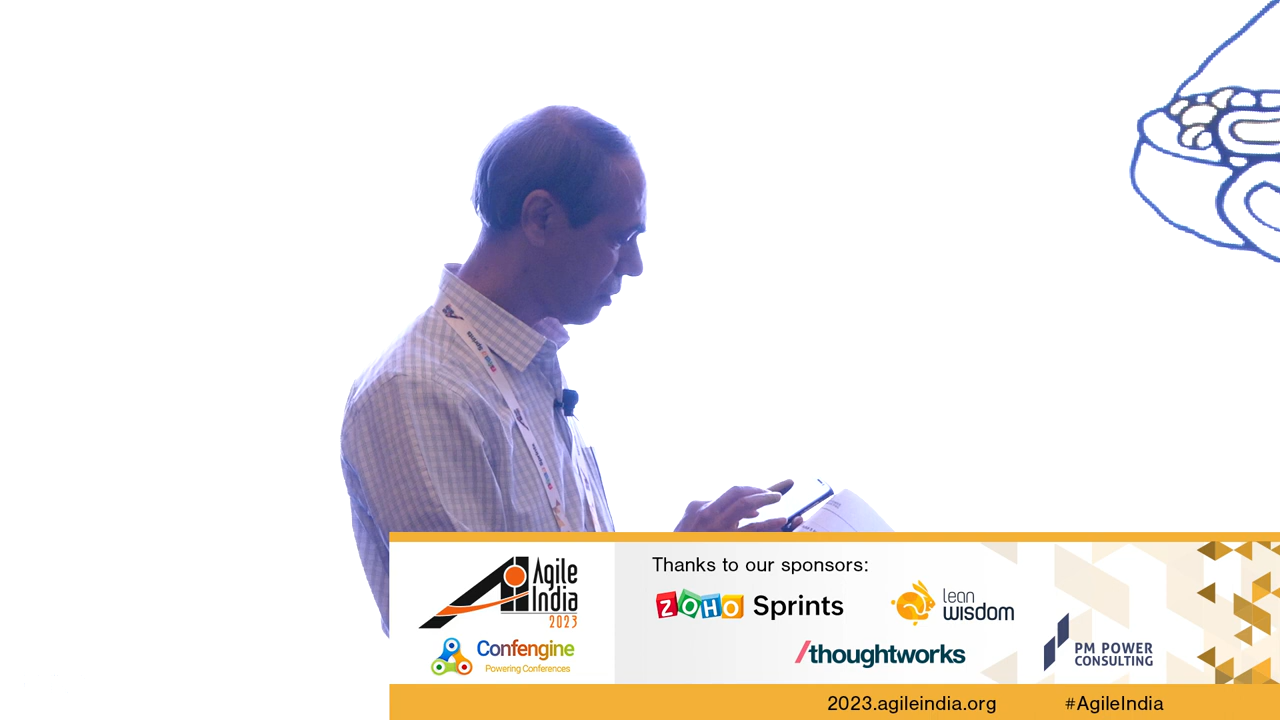 Agile
India
2023
Confengine
Powering Conferences
Thanks to our sponsors:
ZOHO Sprints
lean
wisdom
/thoughtworks
PM POWER
CONSULTING
2023.agileindia.org
#AgileIndia